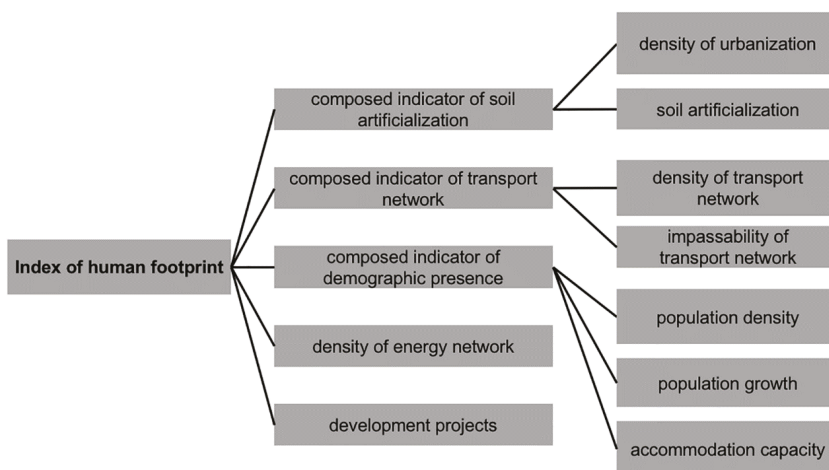 Index of human footprint
composed indicator of soil
artificialization
composed indicator of transport
network
composed indicator of
demographic presence
density of energy network
development projects
density of urbanization
soil artificialization
density of transport
network
impassability of
transport network
population density
population growth
accommodation capacity